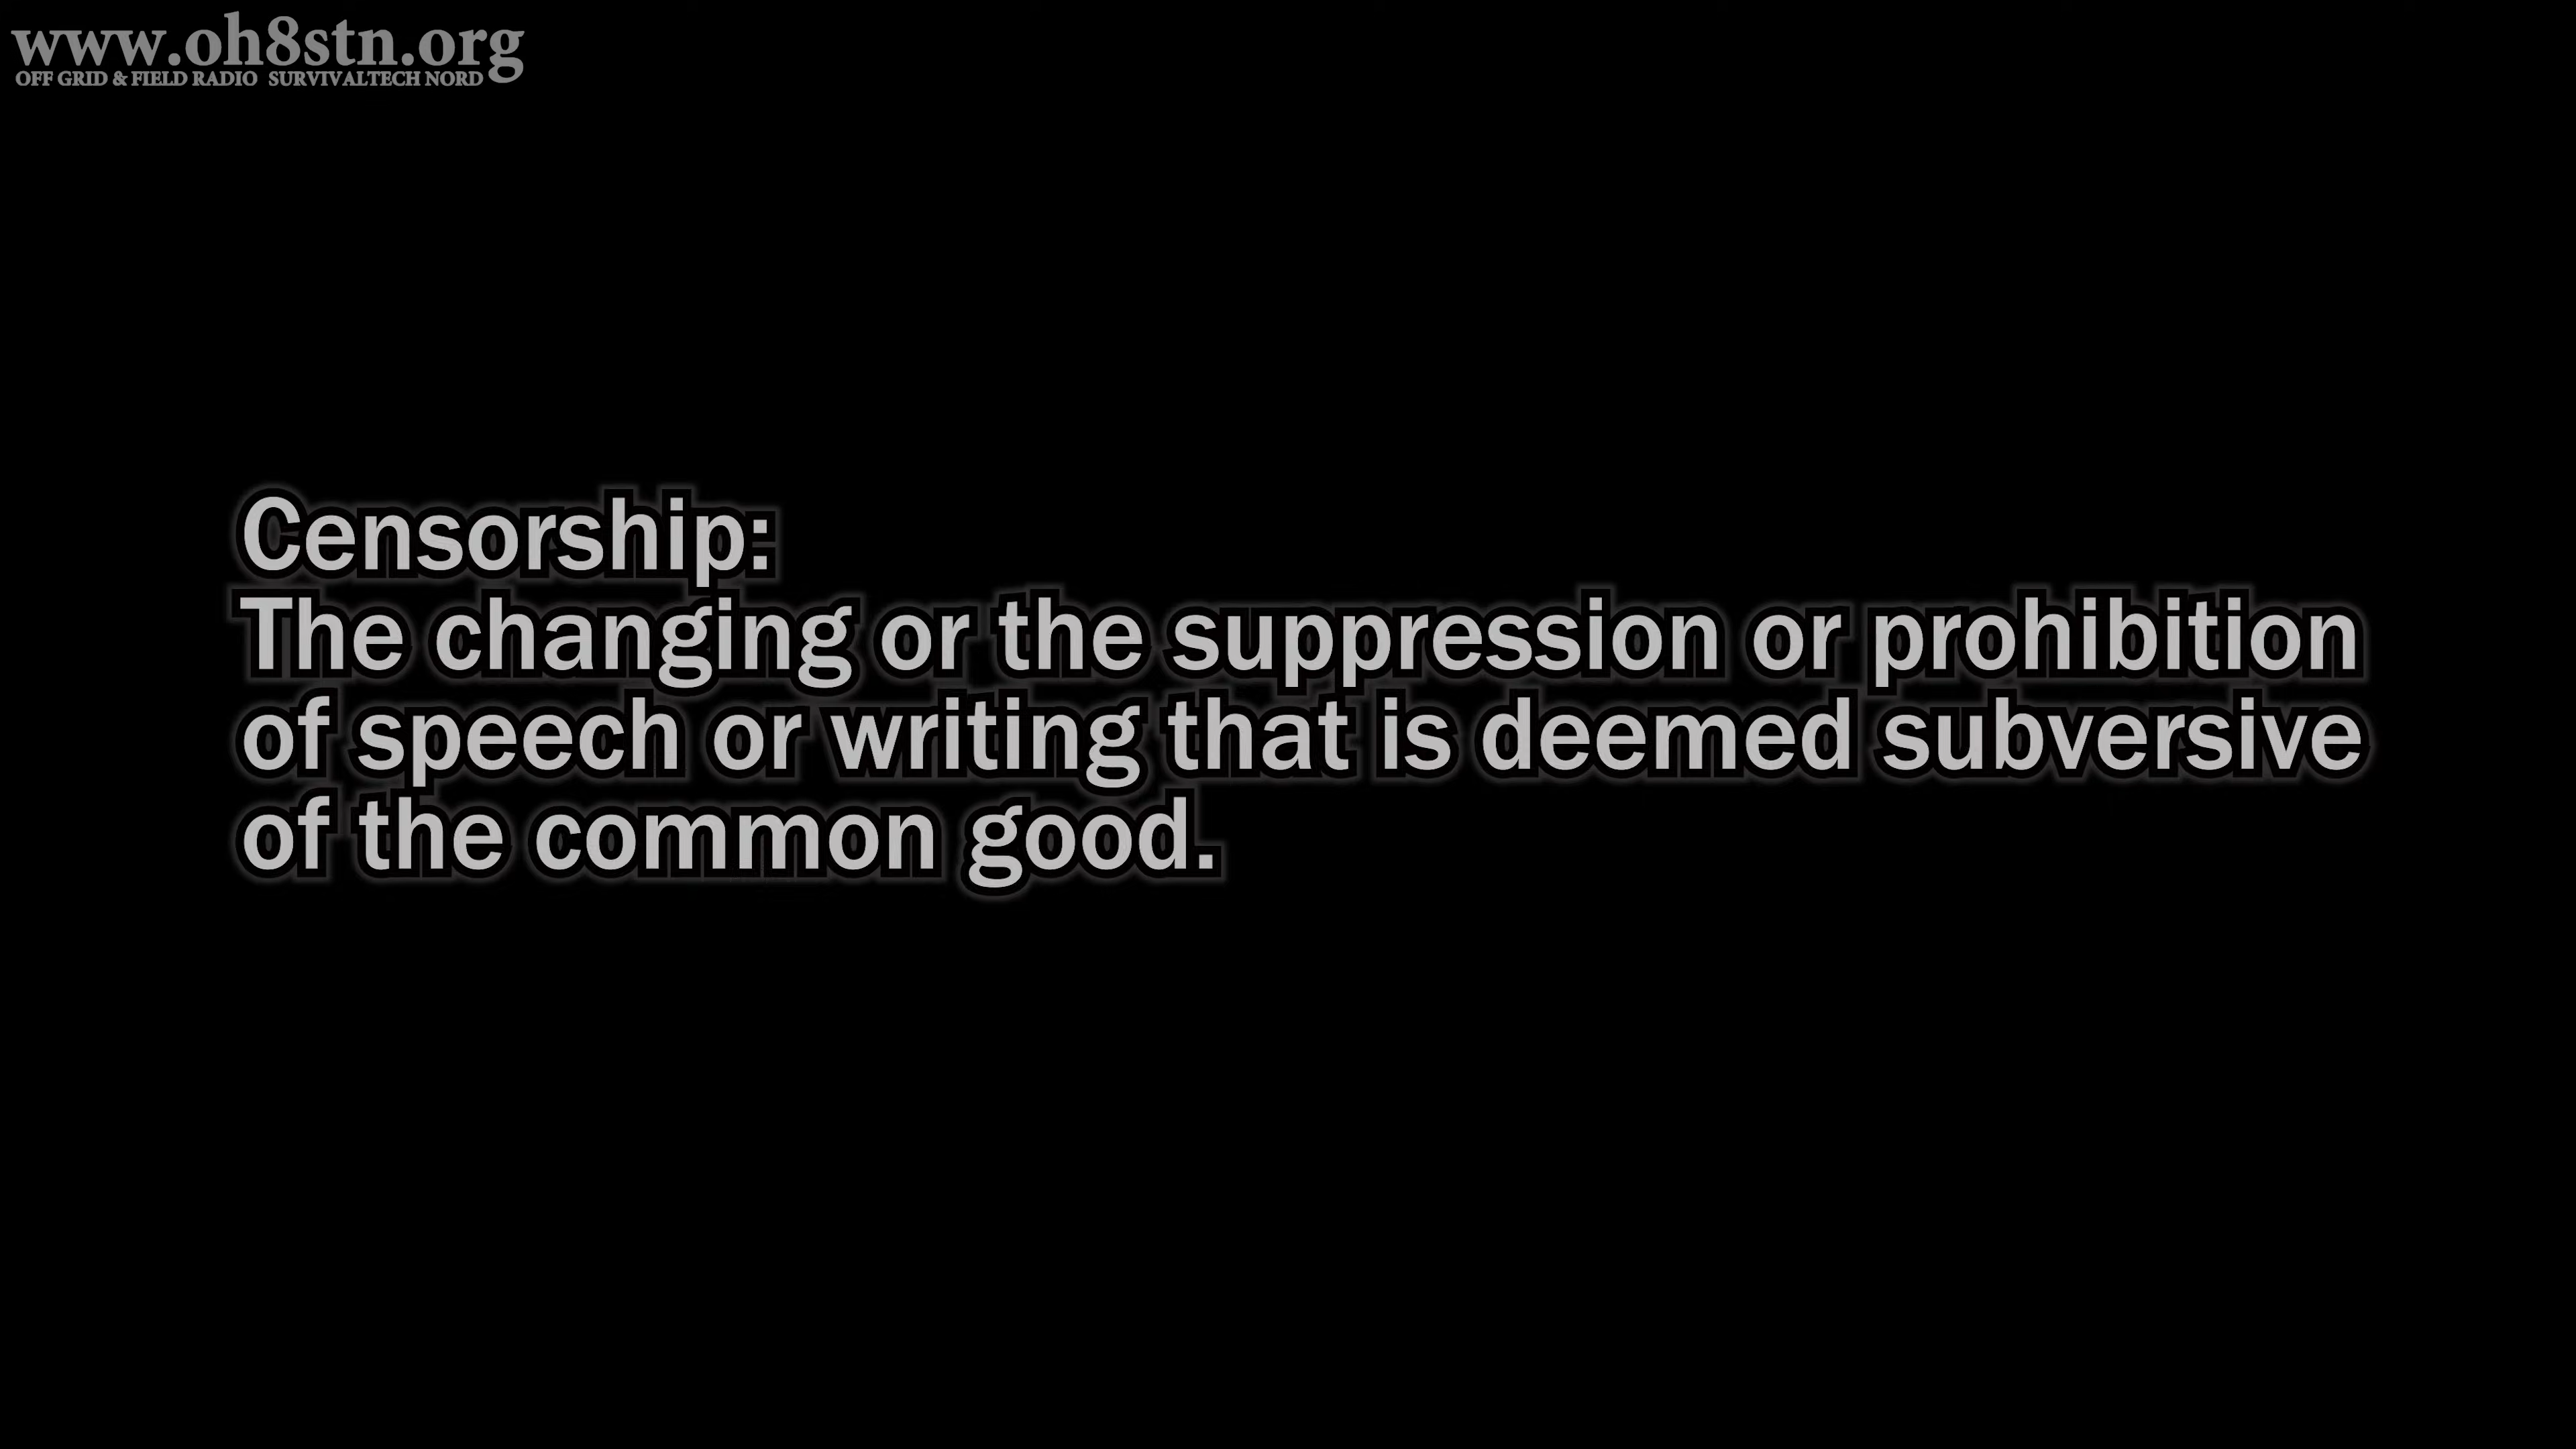 www.oh8stn.org
OFF GRID & FIELD RADIO SURVIVALTECH NORD
Censorship:
The changing or the suppression or prohibition
of speech or writing that is deemed subversive
of the common good.